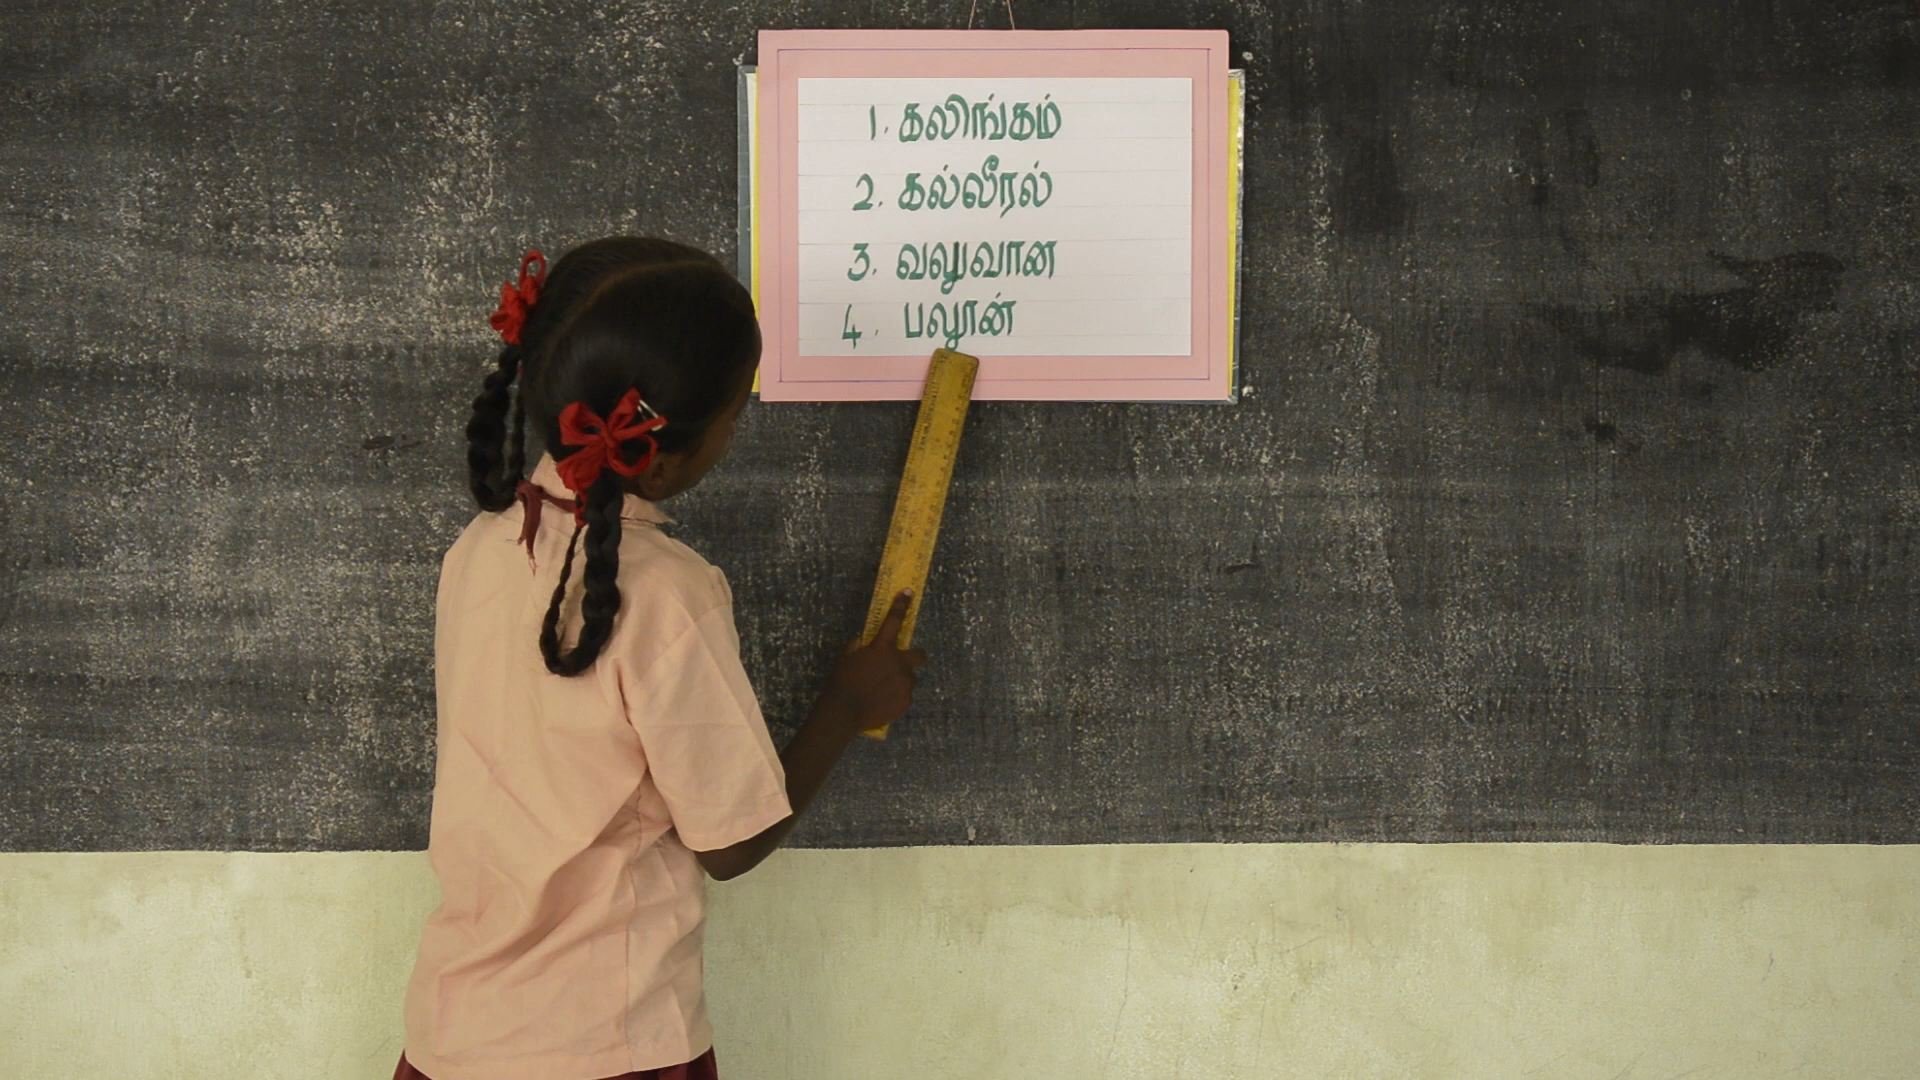 1. கலிங்கம்
2. கல்லீரல்
3. வலுவான
4. பலூன்